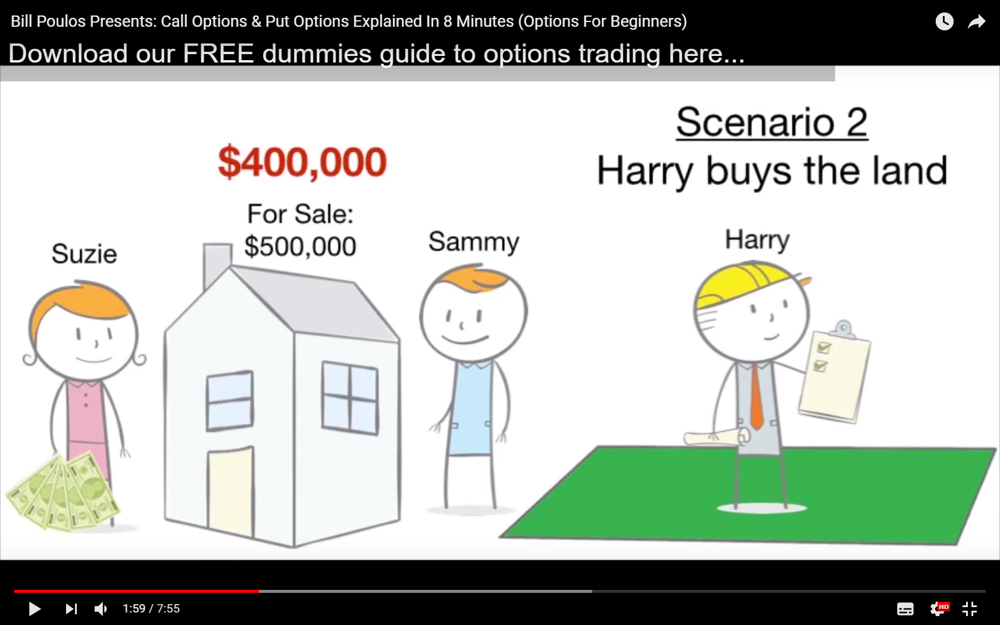 Bill Poulos Presents: Call Options & Put Options Explained In 8 Minutes (Options For Beginners)
Download our FREE dummies guide to options trading here...
Scenario 2
Harry buys the land
$400,000
For Sale:
$500,000
Suzie
Sammy
Harry
1:59 / 7:55
HD